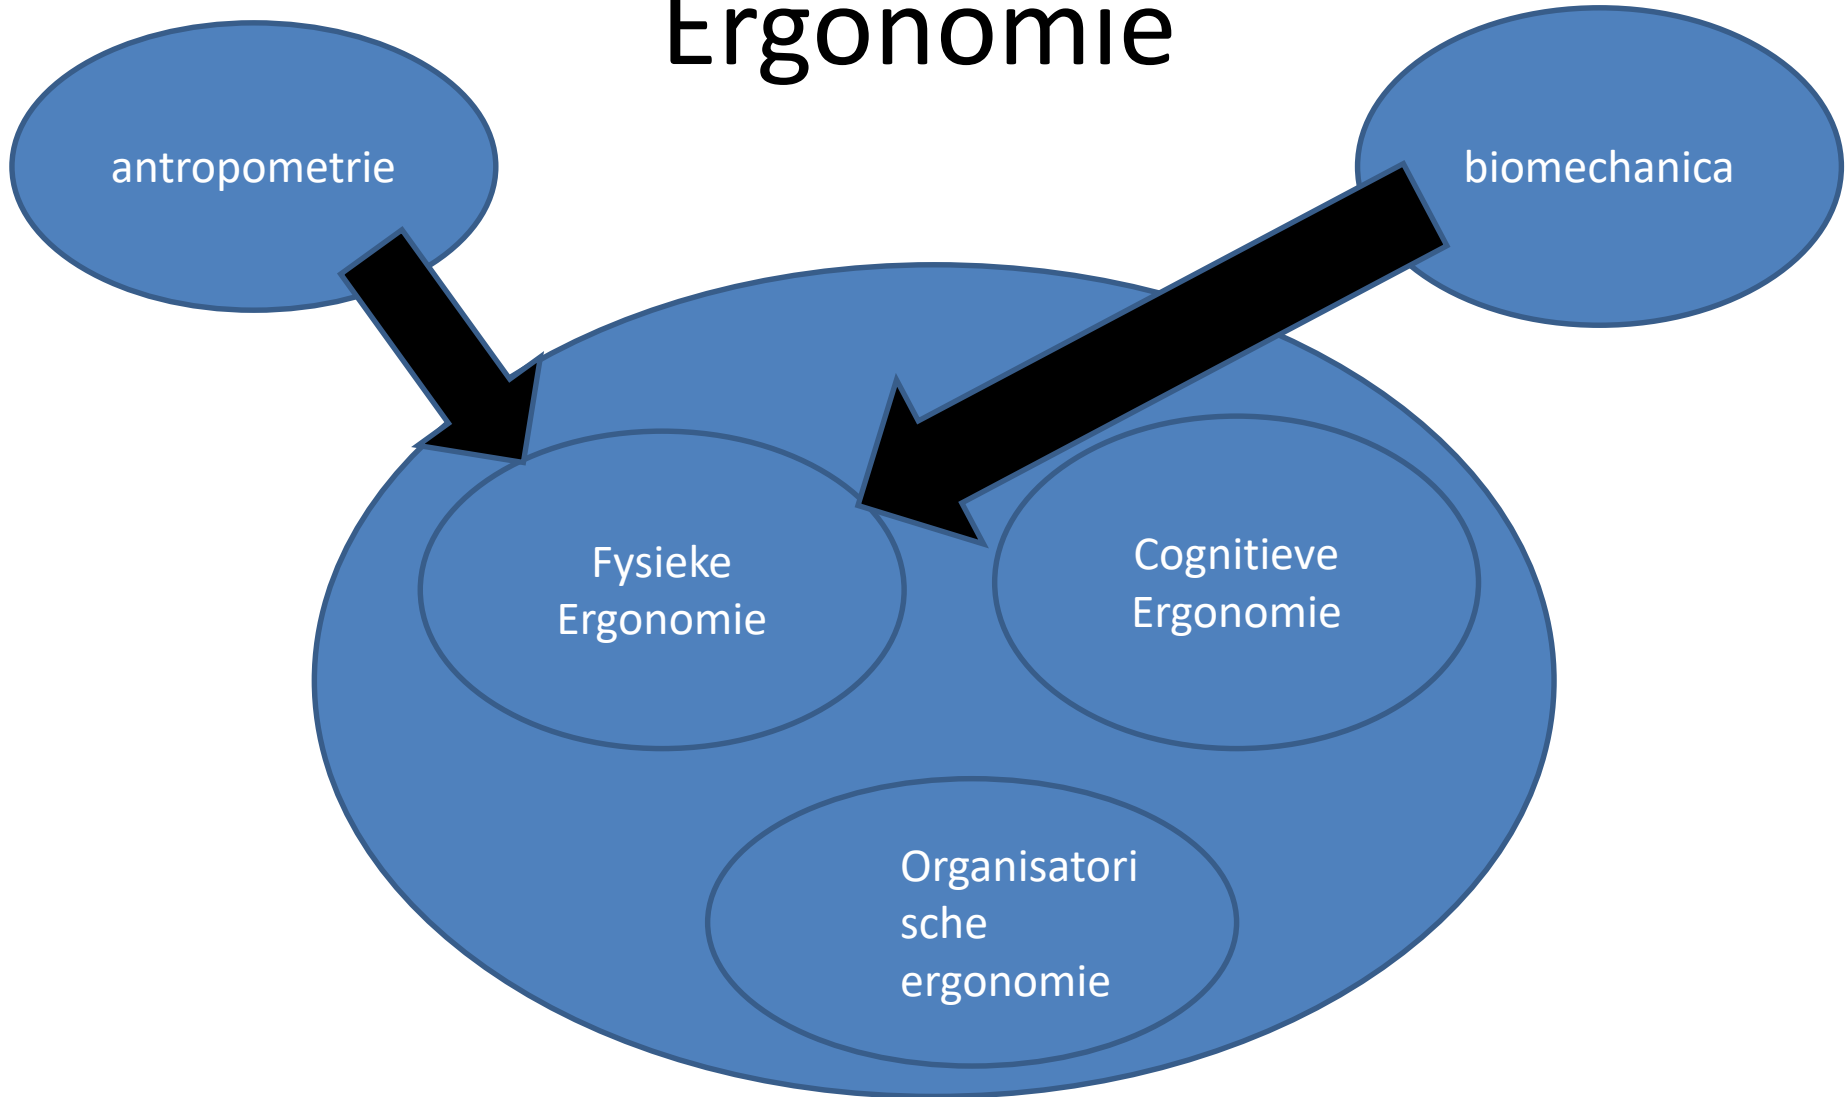 Ergonomie
antropometrie
biomechanica
Fysieke
Ergonomie
Cognitieve
Ergonomie
Organisatori
sche
ergonomie